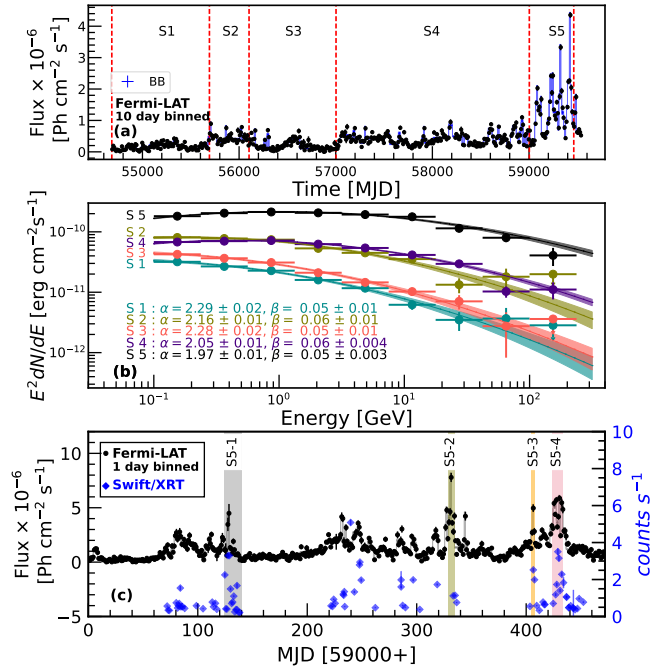 Flux × 10⁻⁶
[Ph cm⁻² s⁻¹]
4
3
2
1
0
S1
S2
S3
S4
S5
BB
Fermi-LAT
10 day binned
(a)
55000
56000
57000
58000
59000
Time [MJD]
E²dN/dE [erg cm⁻²s⁻¹]
10⁻¹⁰
10⁻¹¹
10⁻¹²
S 5
S 2
S 4
S 3
S 1
S 1 : α = 2.29 ± 0.02, β = 0.05 ± 0.01
S 2 : α = 2.16 ± 0.01, β = 0.06 ± 0.01
S 3 : α = 2.28 ± 0.02, β = 0.05 ± 0.01
S 4 : α = 2.05 ± 0.01, β = 0.06 ± 0.004
S 5 : α = 1.97 ± 0.01, β = 0.05 ± 0.003
(b)
10⁻¹
10⁰
10¹
10²
Energy [GeV]
Flux × 10⁻⁶
[Ph cm⁻² s⁻¹]
10
5
0
−5
Fermi-LAT
1 day binned
Swift/XRT
S5-1
S5-2
S5-3
S5-4
(c)
10
8
6
4
2
0
counts s⁻¹
0
100
200
300
400
MJD [59000+]